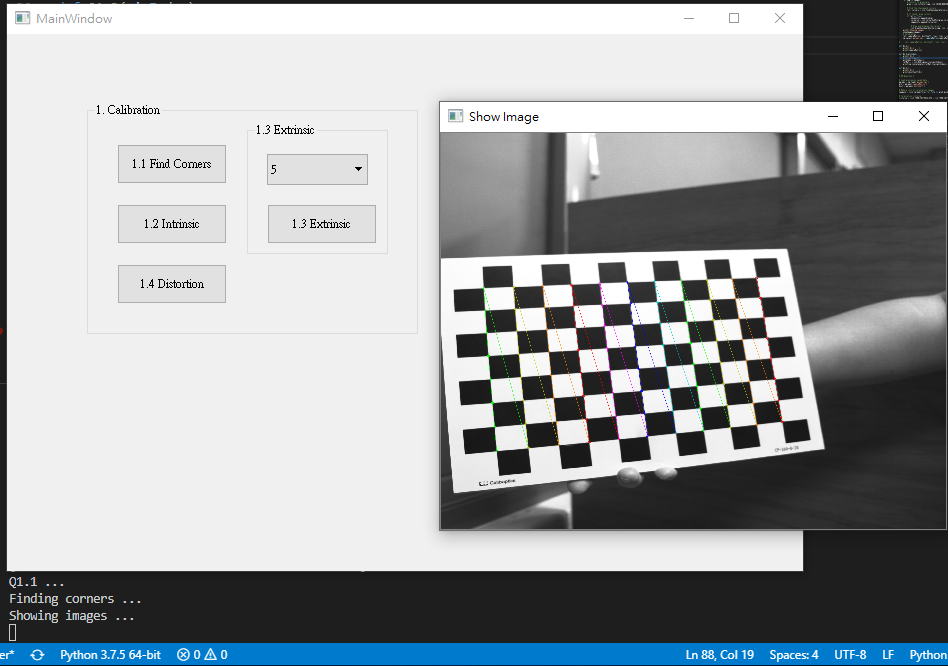 MainWindow
1. Calibration
1.1 Find Corners
1.2 Intrinsic
1.4 Distortion
1.3 Extrinsic
5
1.3 Extrinsic
Show Image
Calibration
Q1.1 ...
Finding corners ...
Showing images ...
er*
Python 3.7.5 64-bit
0
0
Ln 88, Col 19
Spaces: 4
UTF-8
LF
Python